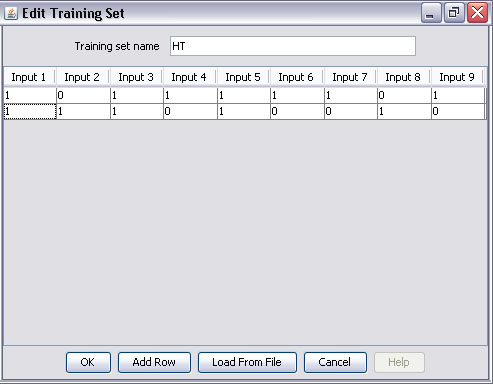 Edit Training Set
Training set name HT
Input 1 Input 2 Input 3 Input 4 Input 5 Input 6 Input 7 Input 8 Input 9
1 0 1 1 1 1 1 0 1
1 1 1 0 1 0 0 1 0
OK Add Row Load From File Cancel Help